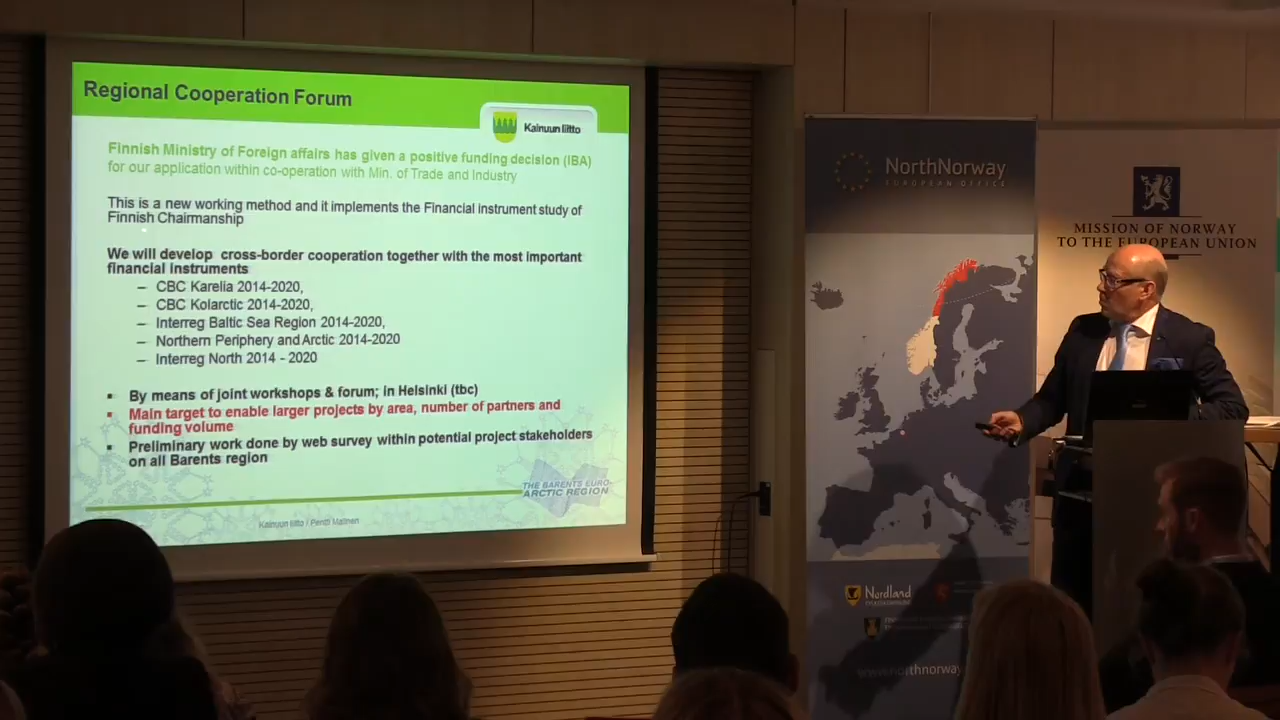 Regional Cooperation Forum
Kainuun liitto
Finnish Ministry of Foreign affairs has given a positive funding decision (IBA)
for our application within co-operation with Min. of Trade and Industry
This is a new working method and it implements the Financial instrument study of
Finnish Chairmanship
We will develop cross-border cooperation together with the most important
financial instruments
– CBC Karelia 2014-2020,
– CBC Kolarctic 2014-2020,
– Interreg Baltic Sea Region 2014-2020,
– Northern Periphery and Arctic 2014-2020
– Interreg North 2014 - 2020
▪ By means of joint workshops & forum; in Helsinki (tbc)
▪ Main target to enable larger projects by area, number of partners and
funding volume
▪ Preliminary work done by web survey within potential project stakeholders
on all Barents region
THE BARENTS EURO-
ARCTIC REGION
Kainuun liitto / Pentti Malinen
NorthNorway
EUROPEAN OFFICE
Nordland
www.northnorway
MISSION OF NORWAY
TO THE EUROPEAN UNION